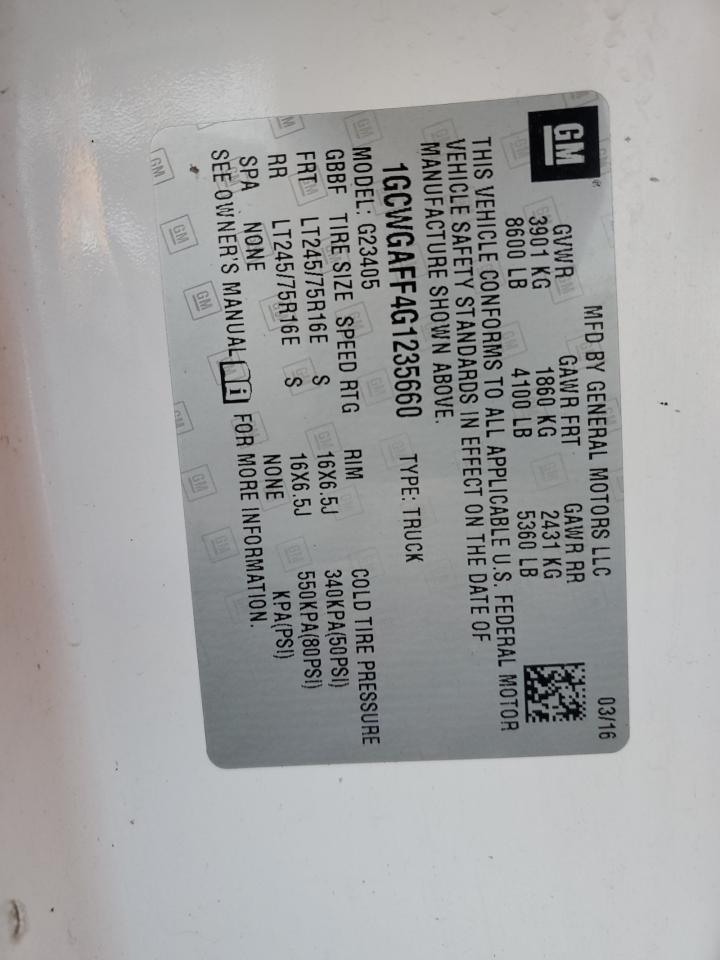 GM
MFD BY GENERAL MOTORS LLC 03/16
GVWR GAWR FRT GAWR RR
3901 KG 1860 KG 2431 KG
8600 LB 4100 LB 5360 LB
THIS VEHICLE CONFORMS TO ALL APPLICABLE U.S. FEDERAL MOTOR
VEHICLE SAFETY STANDARDS IN EFFECT ON THE DATE OF
MANUFACTURE SHOWN ABOVE.
1GCWGAFF4G1235660 TYPE: TRUCK
MODEL: G23405
GBBF TIRE SIZE SPEED RTG RIM COLD TIRE PRESSURE
FRT LT245/75R16E S 16X6.5J 340KPA(50PSI)
RR LT245/75R16E S 16X6.5J 550KPA(80PSI)
SPA NONE NONE KPA(PSI)
SEE OWNER'S MANUAL i FOR MORE INFORMATION.